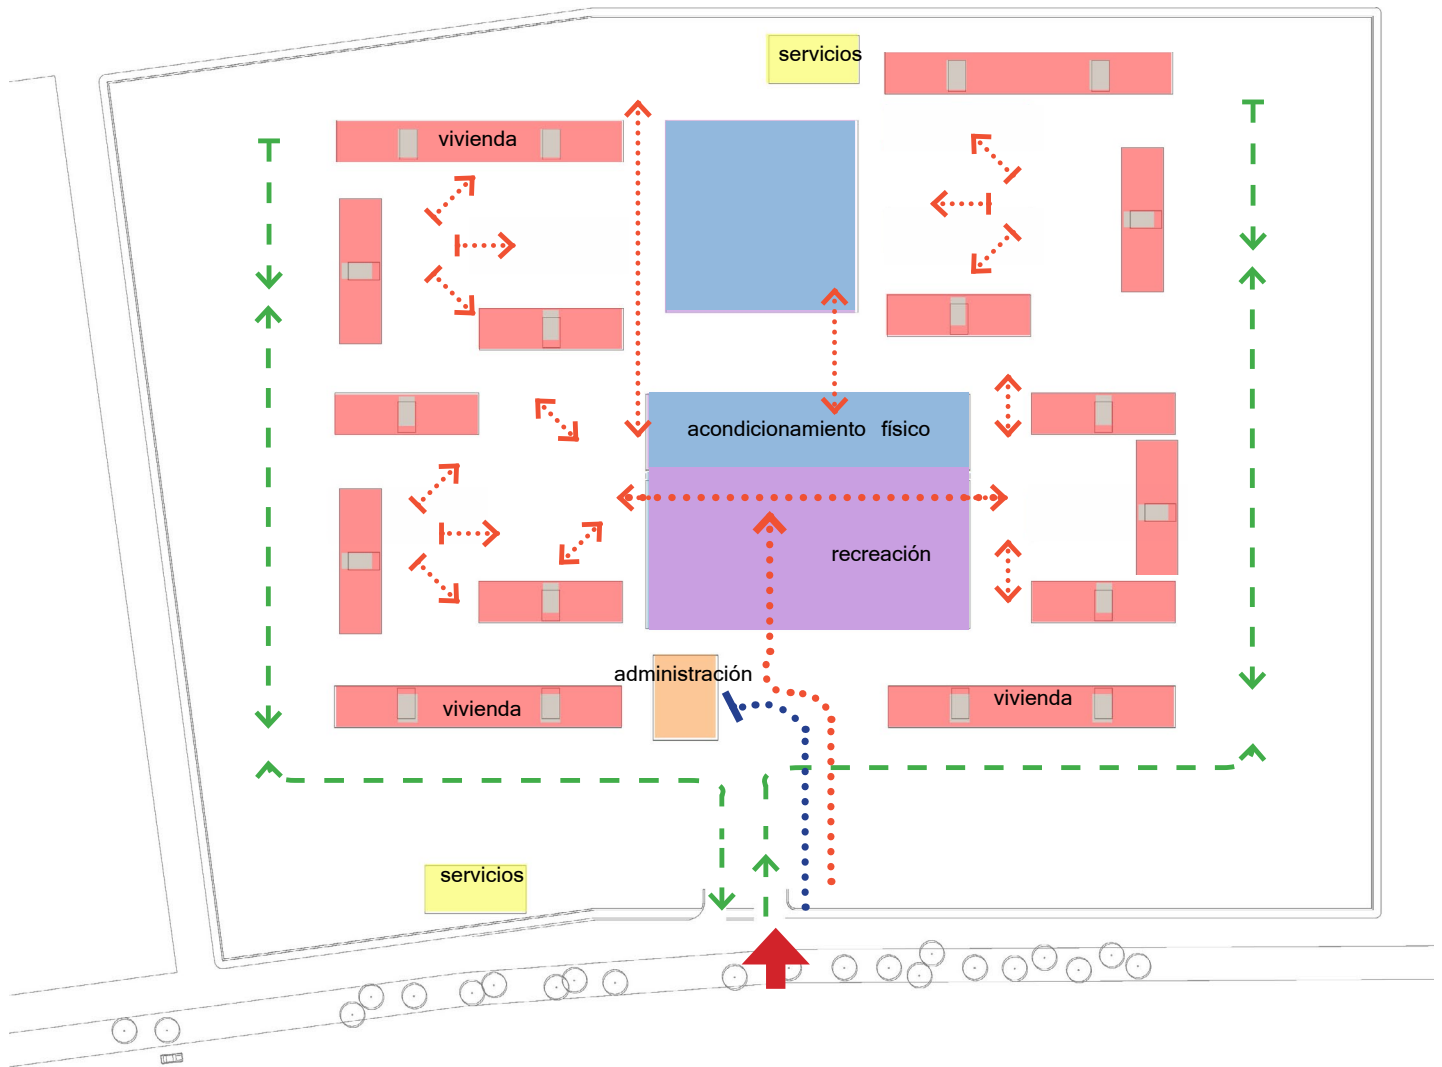 servicios
vivienda
acondicionamiento físico
recreación
administración
vivienda
vivienda
servicios